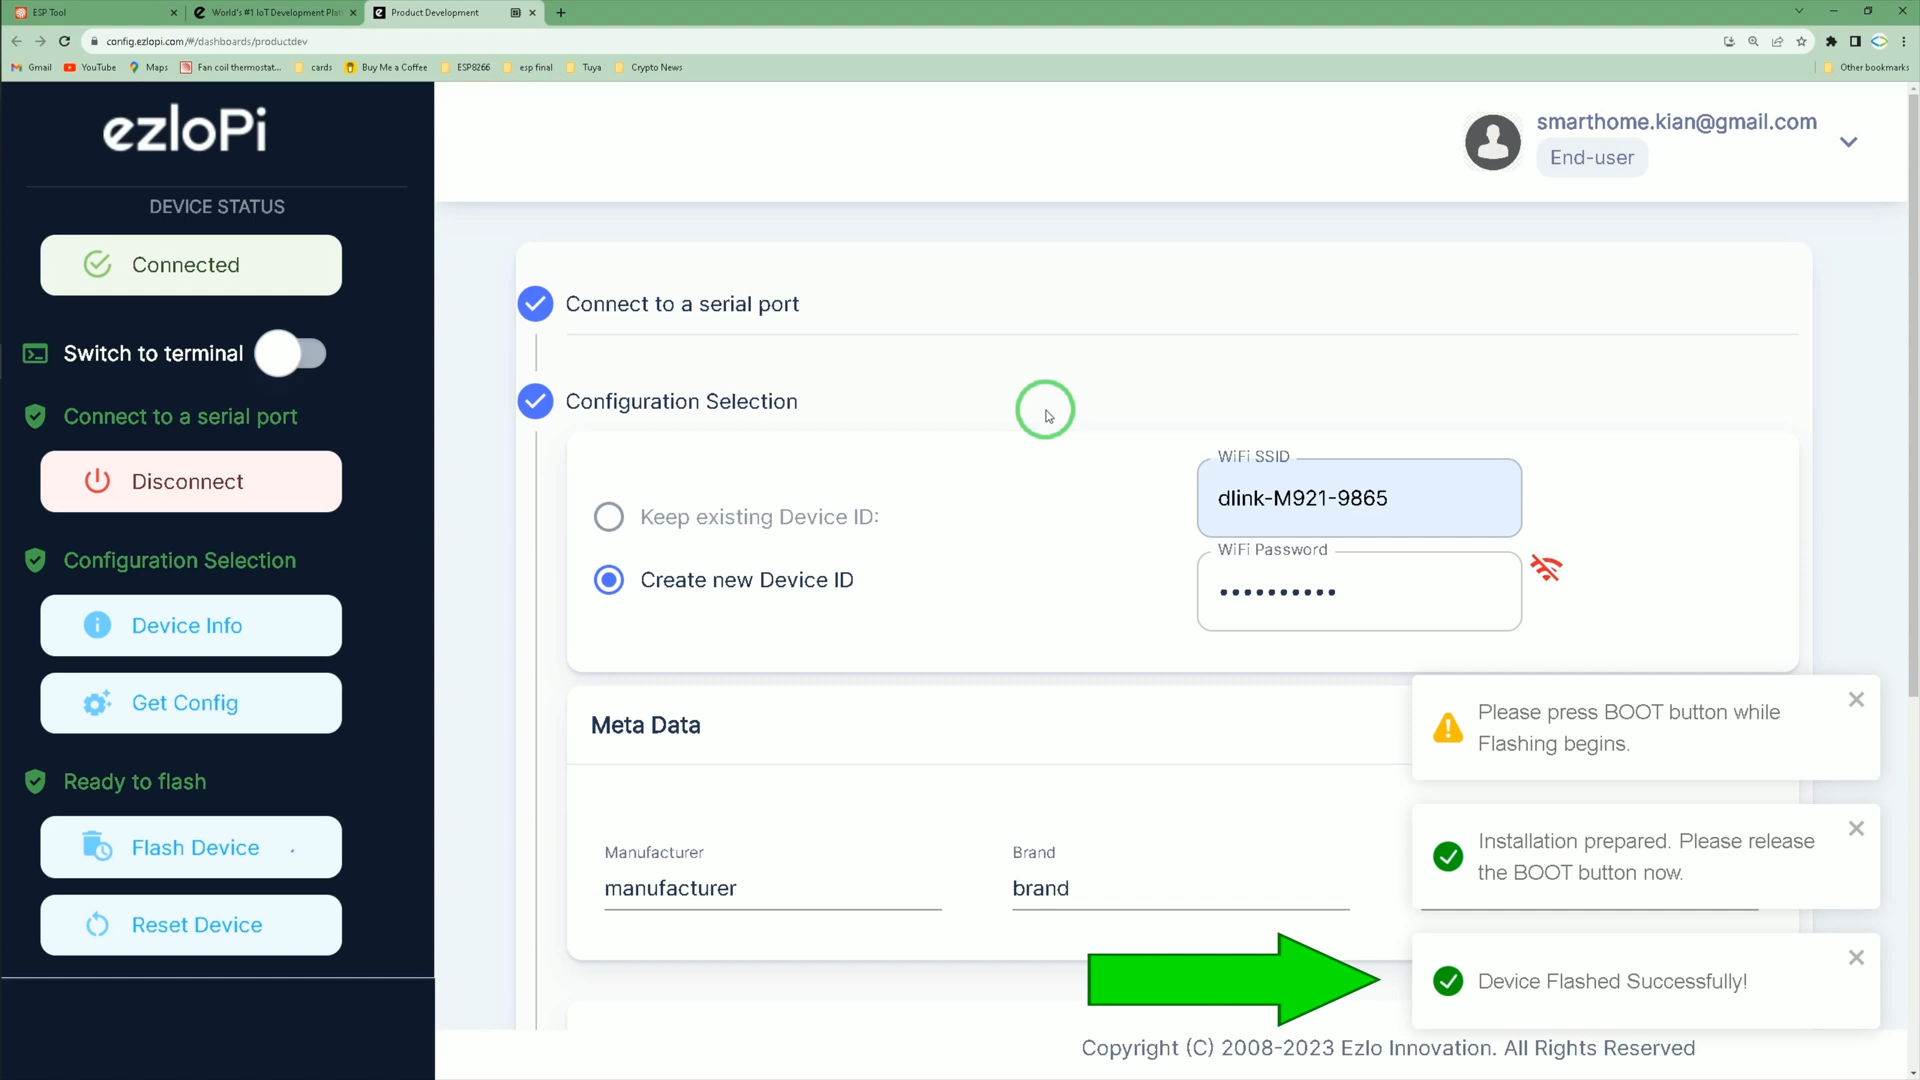 ESP Tool
World's #1 IoT Development Plat
Product Development
config.ezlopi.com/#/dashboards/productdev
Gmail
YouTube
Maps
Fan coil thermostat...
cards
Buy Me a Coffee
ESP8266
esp final
Tuya
Crypto News
Other bookmarks
ezloPi
smarthome.kian@gmail.com
End-user
DEVICE STATUS
Connected
Switch to terminal
Connect to a serial port
Disconnect
Configuration Selection
Device Info
Get Config
Ready to flash
Flash Device
Reset Device
Connect to a serial port
Configuration Selection
Keep existing Device ID:
Create new Device ID
WiFi SSID
dlink-M921-9865
WiFi Password
••••••••••
Meta Data
Manufacturer
manufacturer
Brand
brand
Please press BOOT button while
Flashing begins.
Installation prepared. Please release
the BOOT button now.
Device Flashed Successfully!
Copyright (C) 2008-2023 Ezlo Innovation. All Rights Reserved